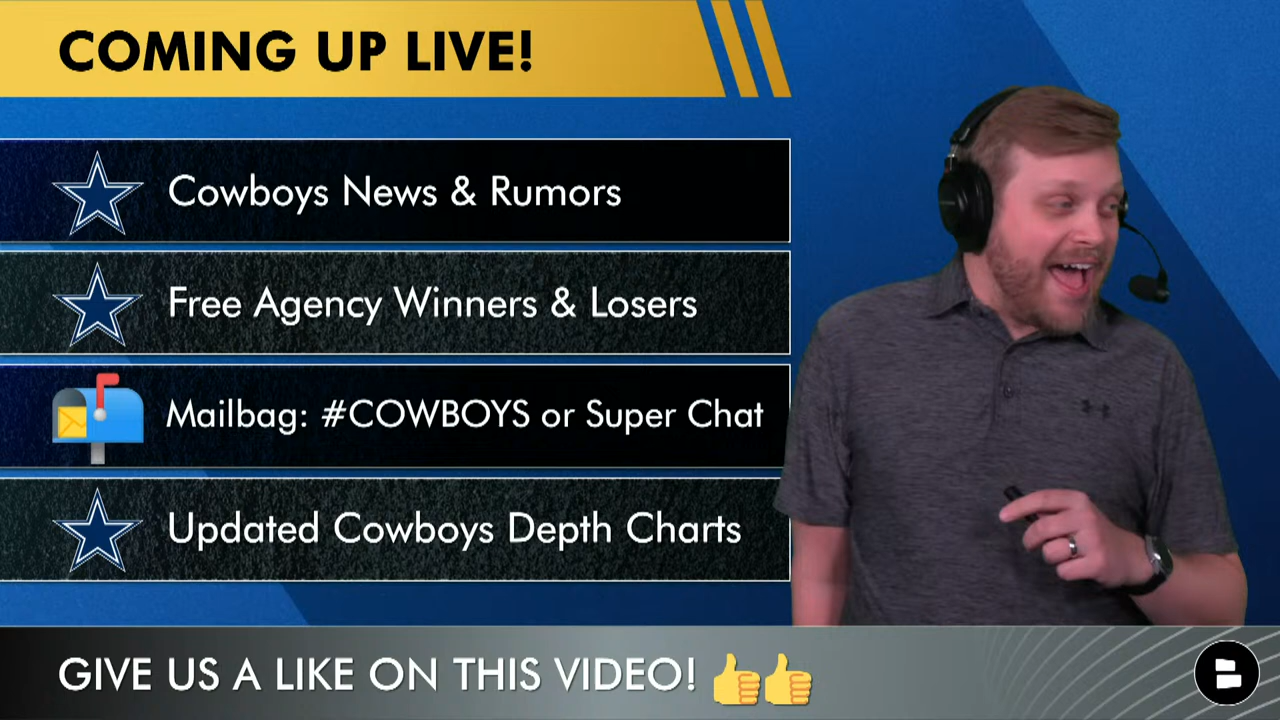 COMING UP LIVE!
Cowboys News & Rumors
Free Agency Winners & Losers
Mailbag: #COWBOYS or Super Chat
Updated Cowboys Depth Charts
GIVE US A LIKE ON THIS VIDEO!